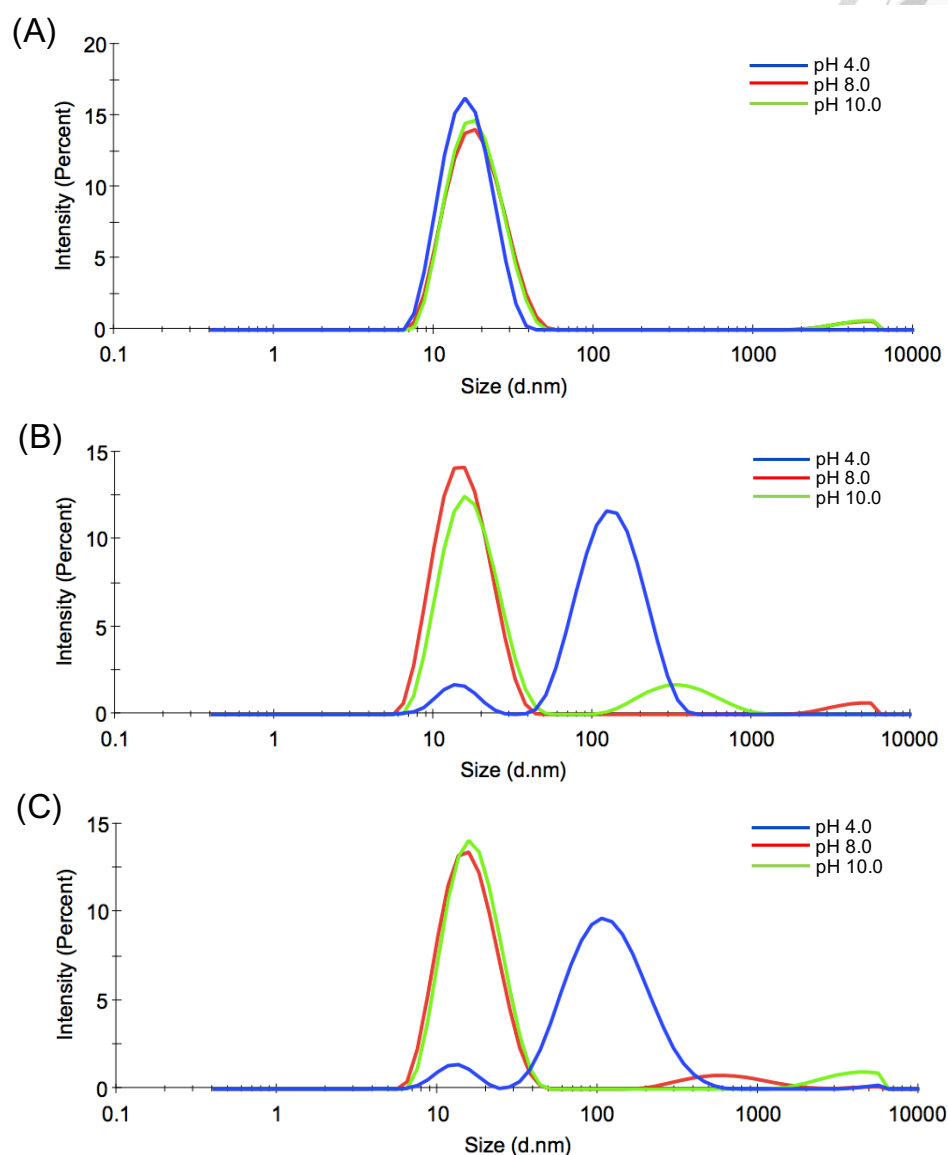 (A)
20
15
10
5
0
Intensity (Percent)
pH 4.0
pH 8.0
pH 10.0
0.1 1 10 100 1000 10000
Size (d.nm)
(B)
15
10
5
0
Intensity (Percent)
pH 4.0
pH 8.0
pH 10.0
0.1 1 10 100 1000 10000
Size (d.nm)
(C)
15
10
5
0
Intensity (Percent)
pH 4.0
pH 8.0
pH 10.0
0.1 1 10 100 1000 10000
Size (d.nm)